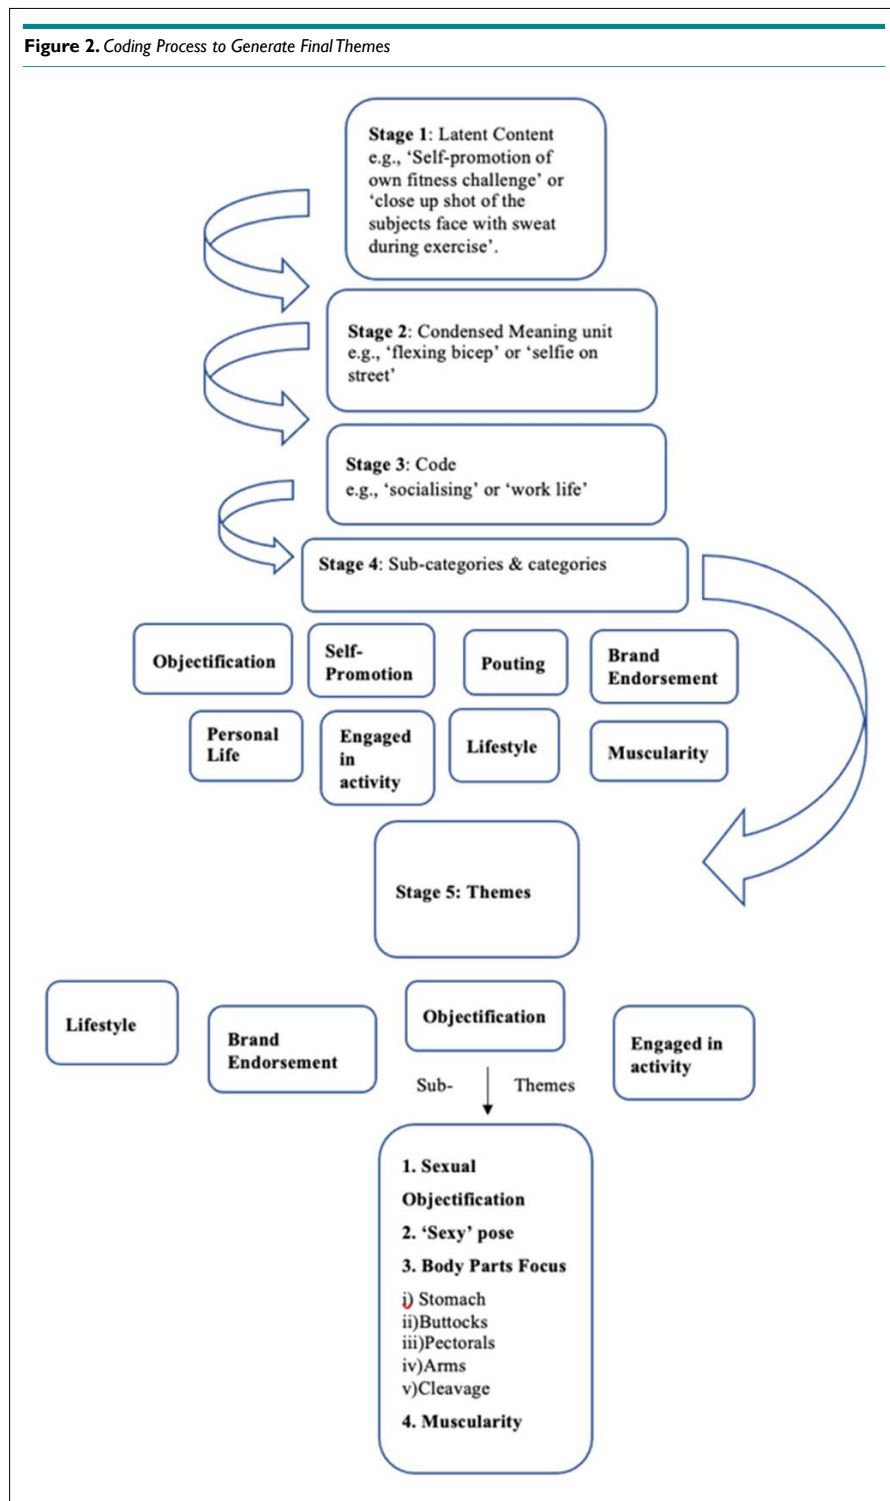 Figure 2. Coding Process to Generate Final Themes
Stage 1: Latent Content
e.g., ‘Self-promotion of
own fitness challenge’ or
‘close up shot of the
subjects face with sweat
during exercise’.
Stage 2: Condensed Meaning unit
e.g., ‘flexing bicep’ or ‘selfie on
street’
Stage 3: Code
e.g., ‘socialising’ or ‘work life’
Stage 4: Sub-categories & categories
Objectification
Self-
Promotion
Pouting
Brand
Endorsement
Personal
Life
Engaged
in
activity
Lifestyle
Muscularity
Stage 5: Themes
Lifestyle
Brand
Endorsement
Objectification
Engaged in
activity
Sub- Themes
1. Sexual
Objectification
2. ‘Sexy’ pose
3. Body Parts Focus
i) Stomach
ii)Buttocks
iii)Pectorals
iv)Arms
v)Cleavage
4. Muscularity